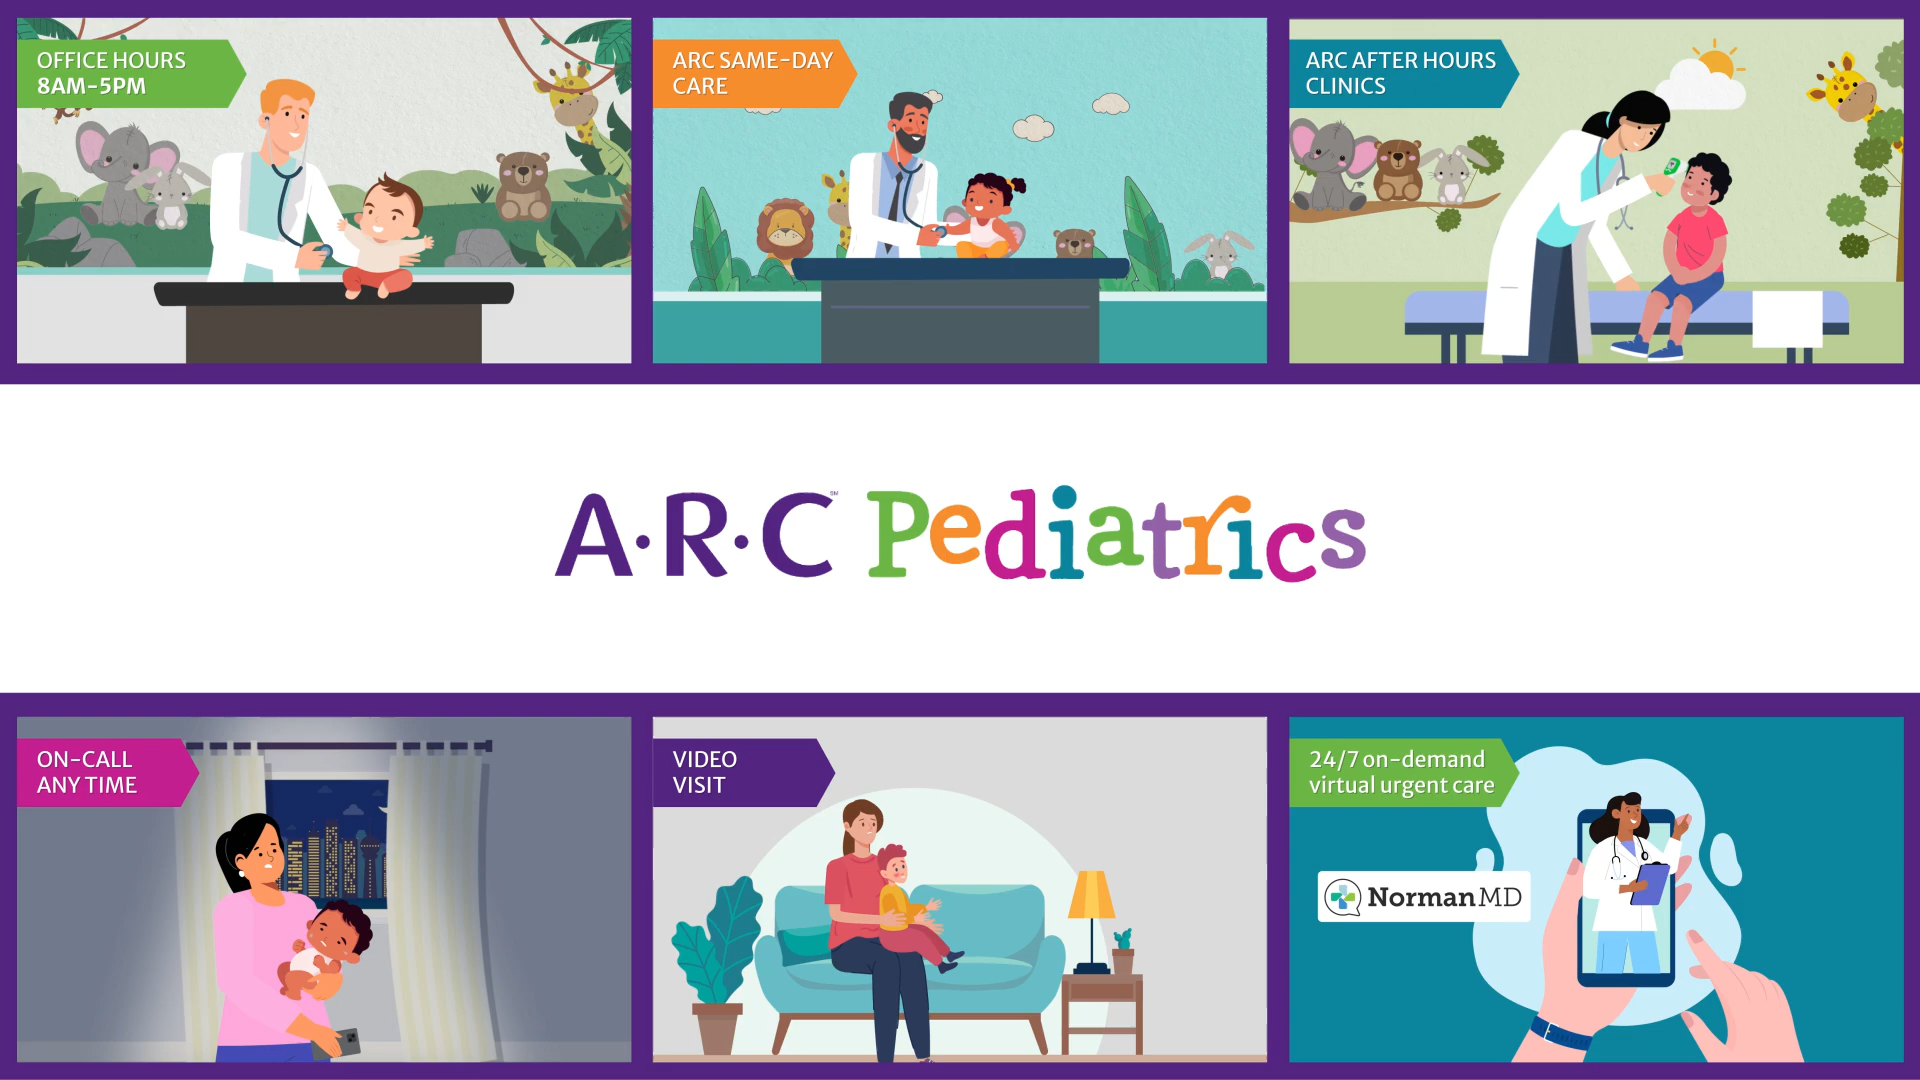 OFFICE HOURS
8AM-5PM
ARC SAME-DAY
CARE
ARC AFTER HOURS
CLINICS
A·R·C℠ Pediatrics
ON-CALL
ANY TIME
VIDEO
VISIT
24/7 on-demand
virtual urgent care
NormanMD